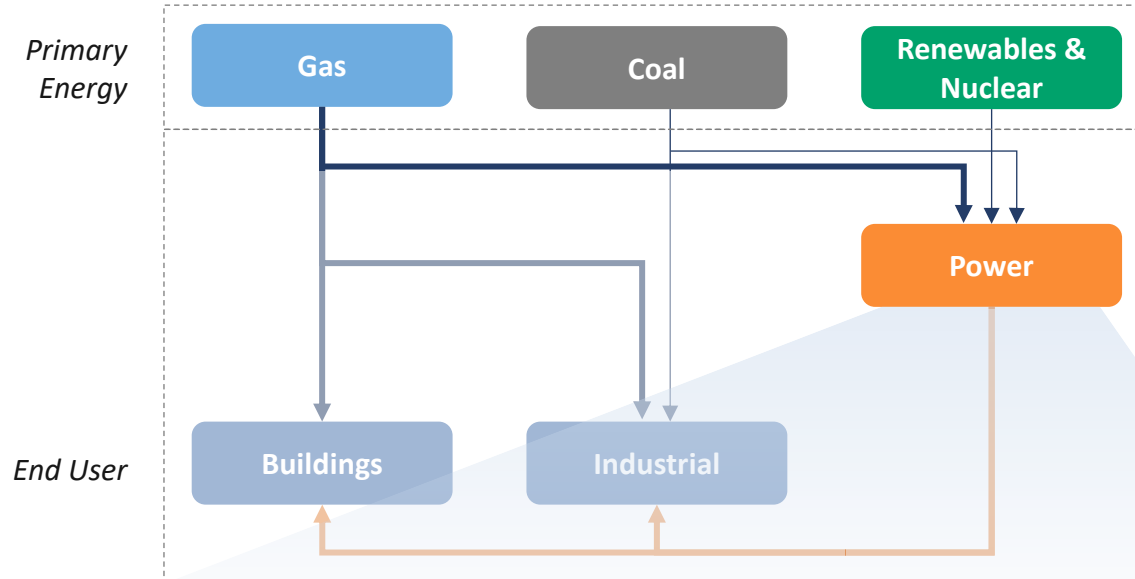 Primary
Energy
Gas
Coal
Renewables &
Nuclear
Power
End User
Buildings
Industrial